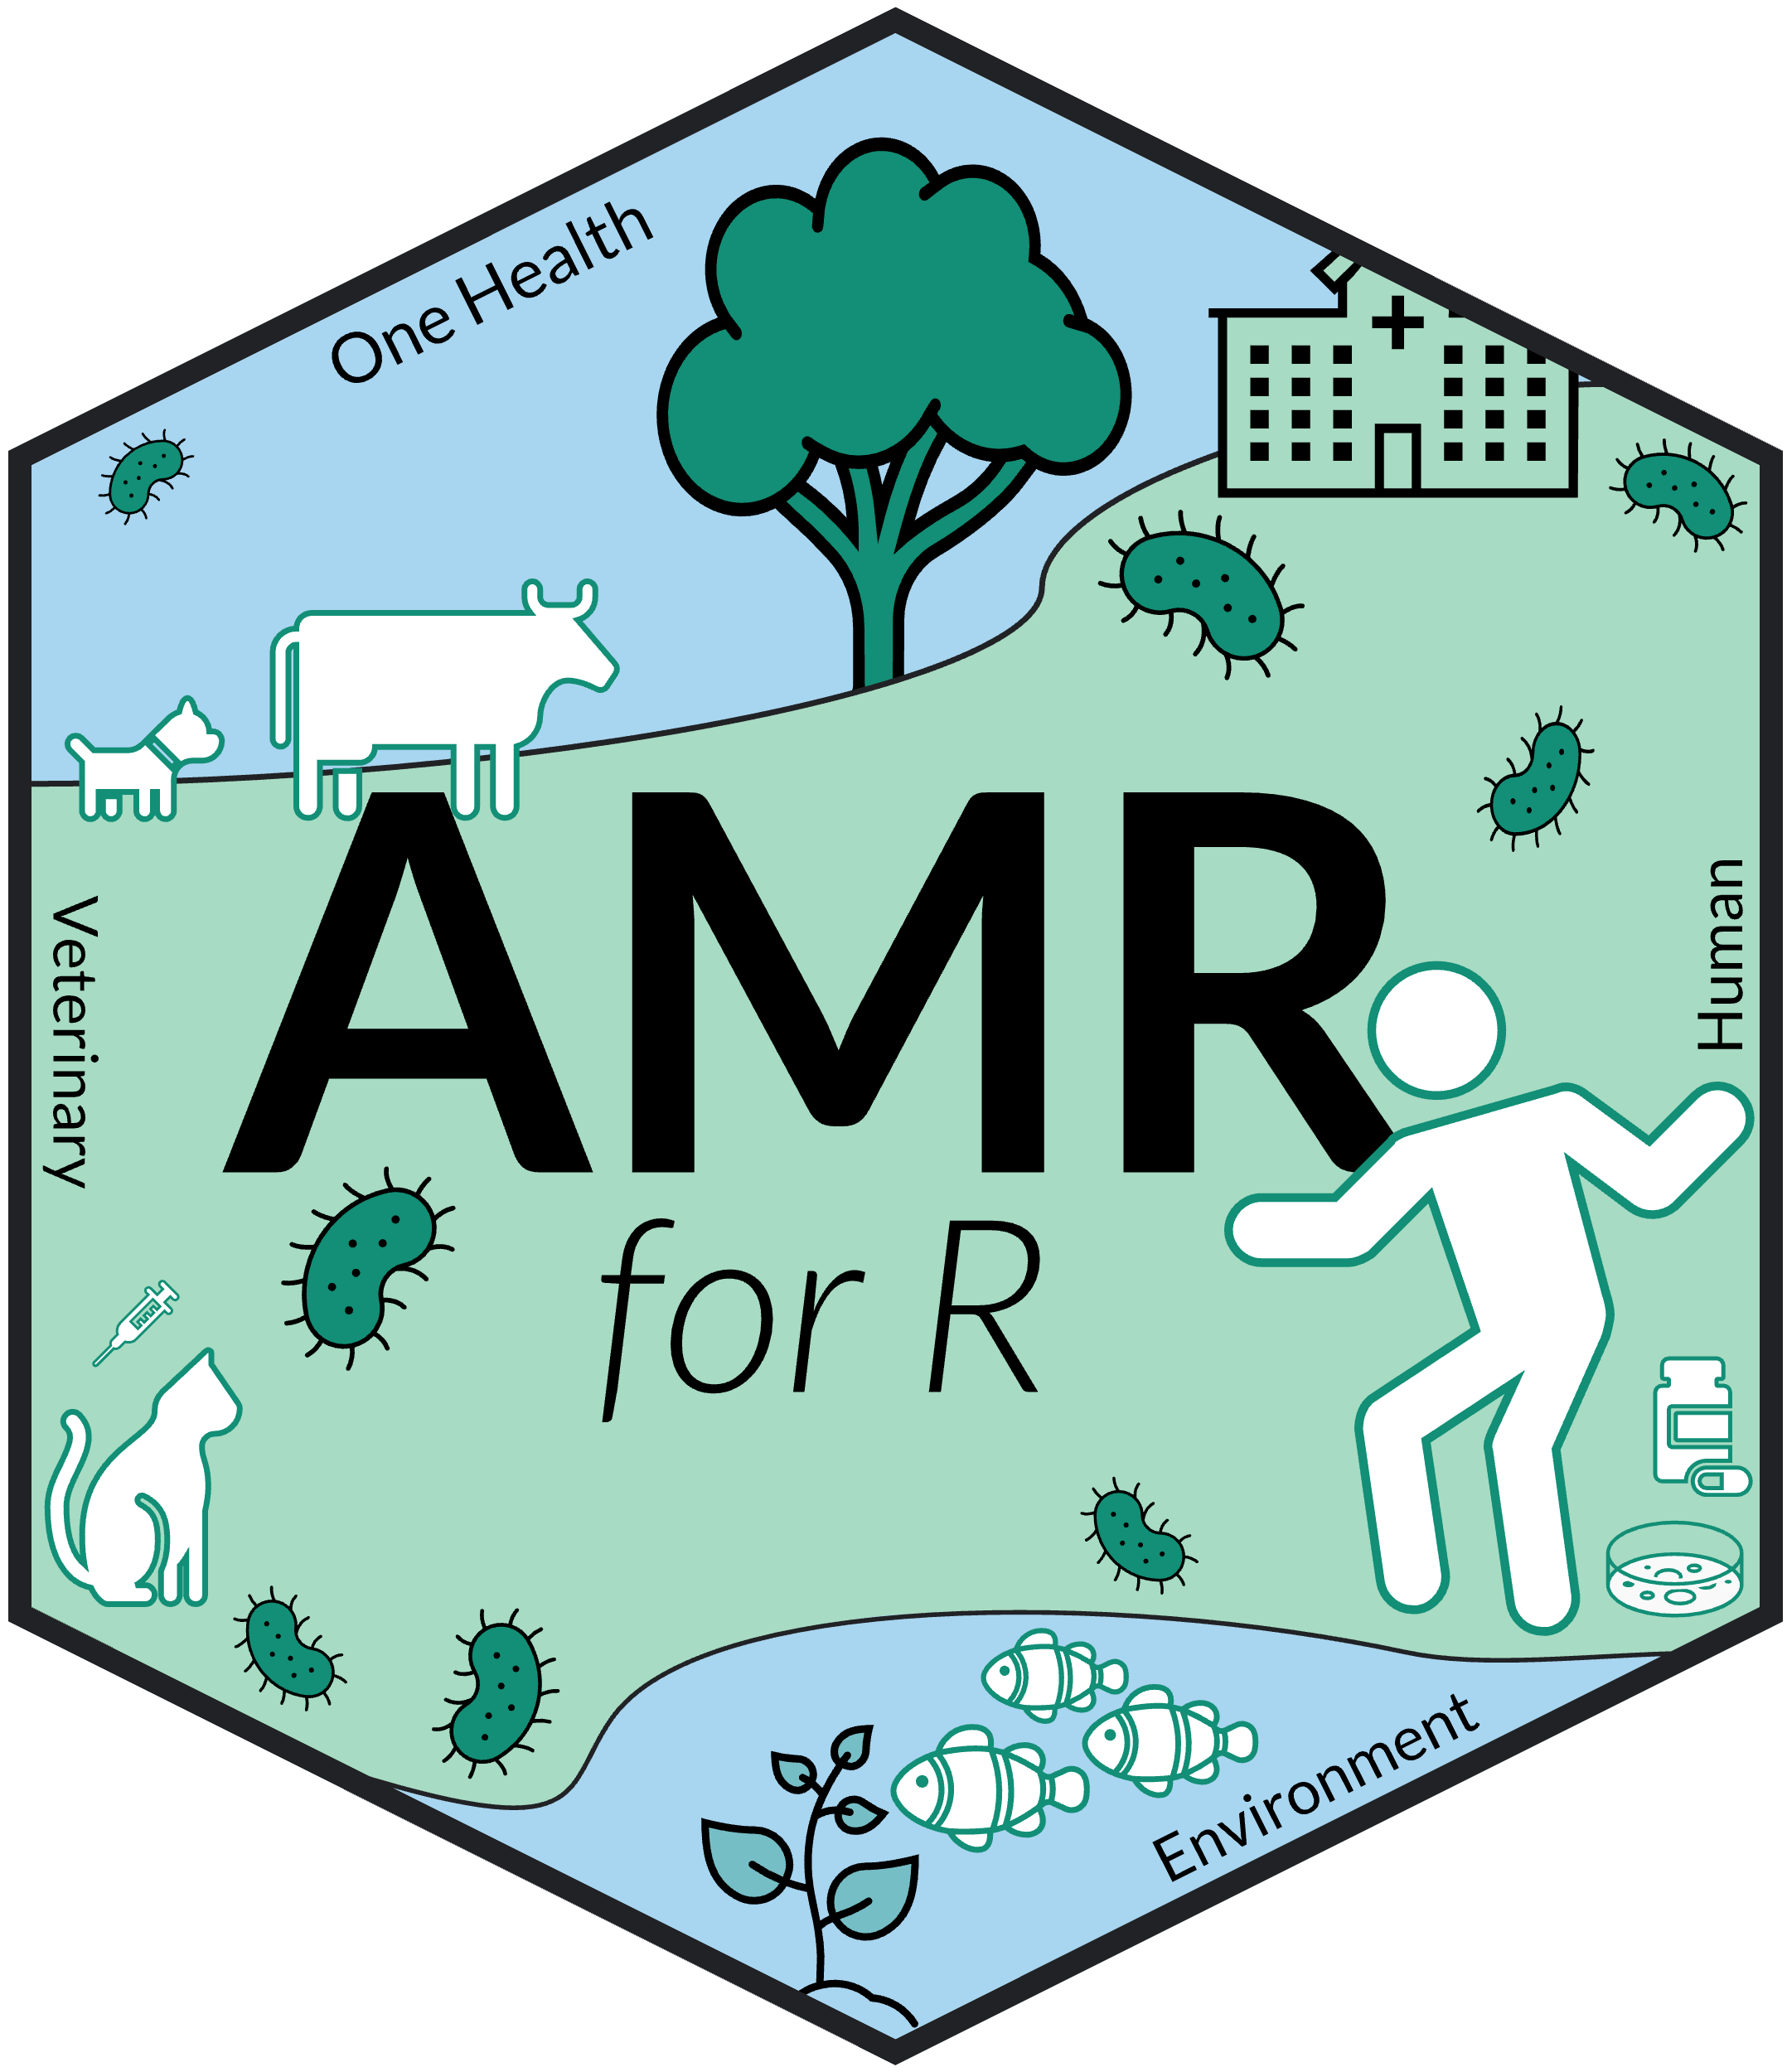 One Health
AMR
for R
Veterinary
Human
Environment